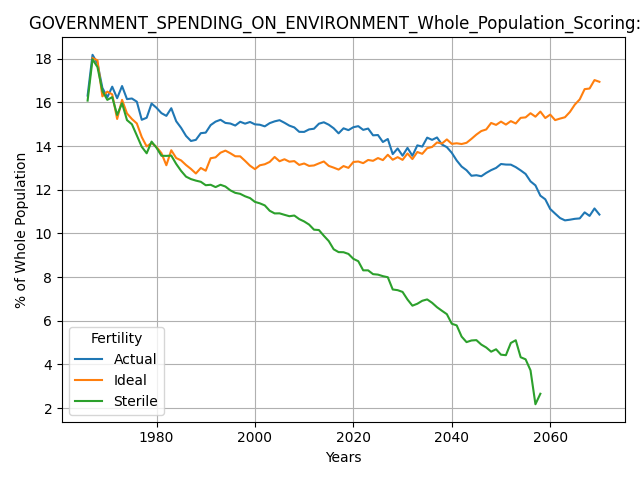 GOVERNMENT_SPENDING_ON_ENVIRONMENT_Whole_Population_Scoring:
% of Whole Population
18
16
14
12
10
8
6
4
2
Fertility
Actual
Ideal
Sterile
1980
2000
2020
2040
2060
Years